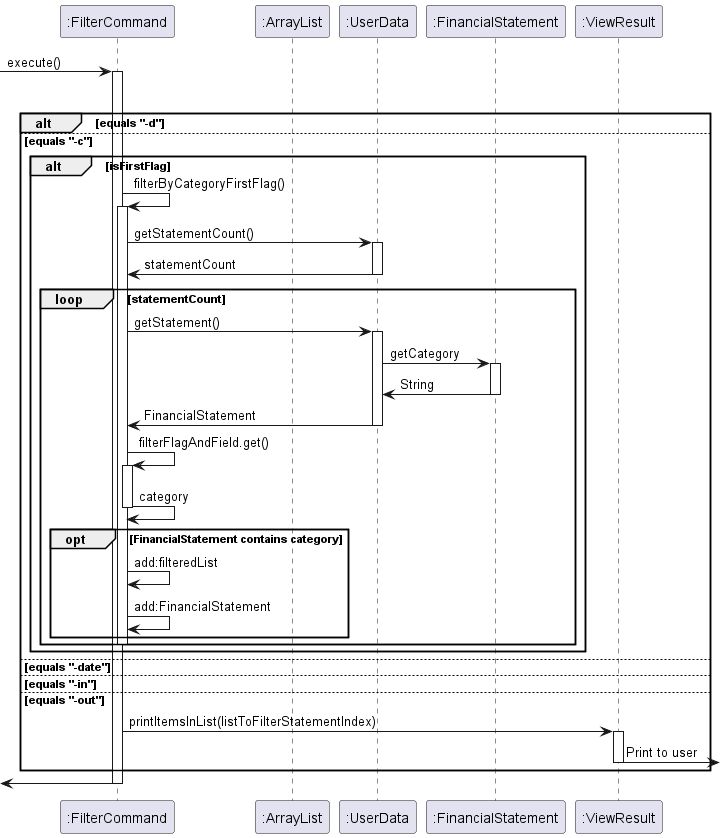 :FilterCommand :ArrayList :UserData :FinancialStatement :ViewResult
execute()
alt [equals "-d"]
[equals "-c"]
alt [isFirstFlag]
filterByCategoryFirstFlag()
getStatementCount()
statementCount
loop [statementCount]
getStatement()
getCategory
String
FinancialStatement
filterFlagAndField.get()
category
opt [FinancialStatement contains category]
add:filteredList
add:FinancialStatement
[equals "-date"]
[equals "-in"]
[equals "-out"]
printItemsInList(listToFilterStatementIndex)
Print to user
:FilterCommand :ArrayList :UserData :FinancialStatement :ViewResult